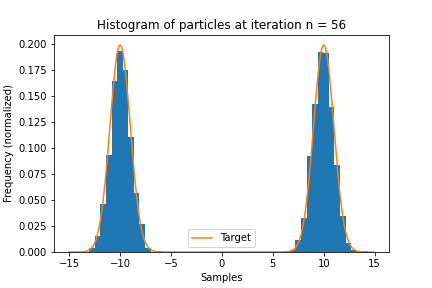 Histogram of particles at iteration n = 56
Frequency (normalized)
0.200
0.175
0.150
0.125
0.100
0.075
0.050
0.025
0.000
Target
−15 −10 −5 0 5 10 15
Samples